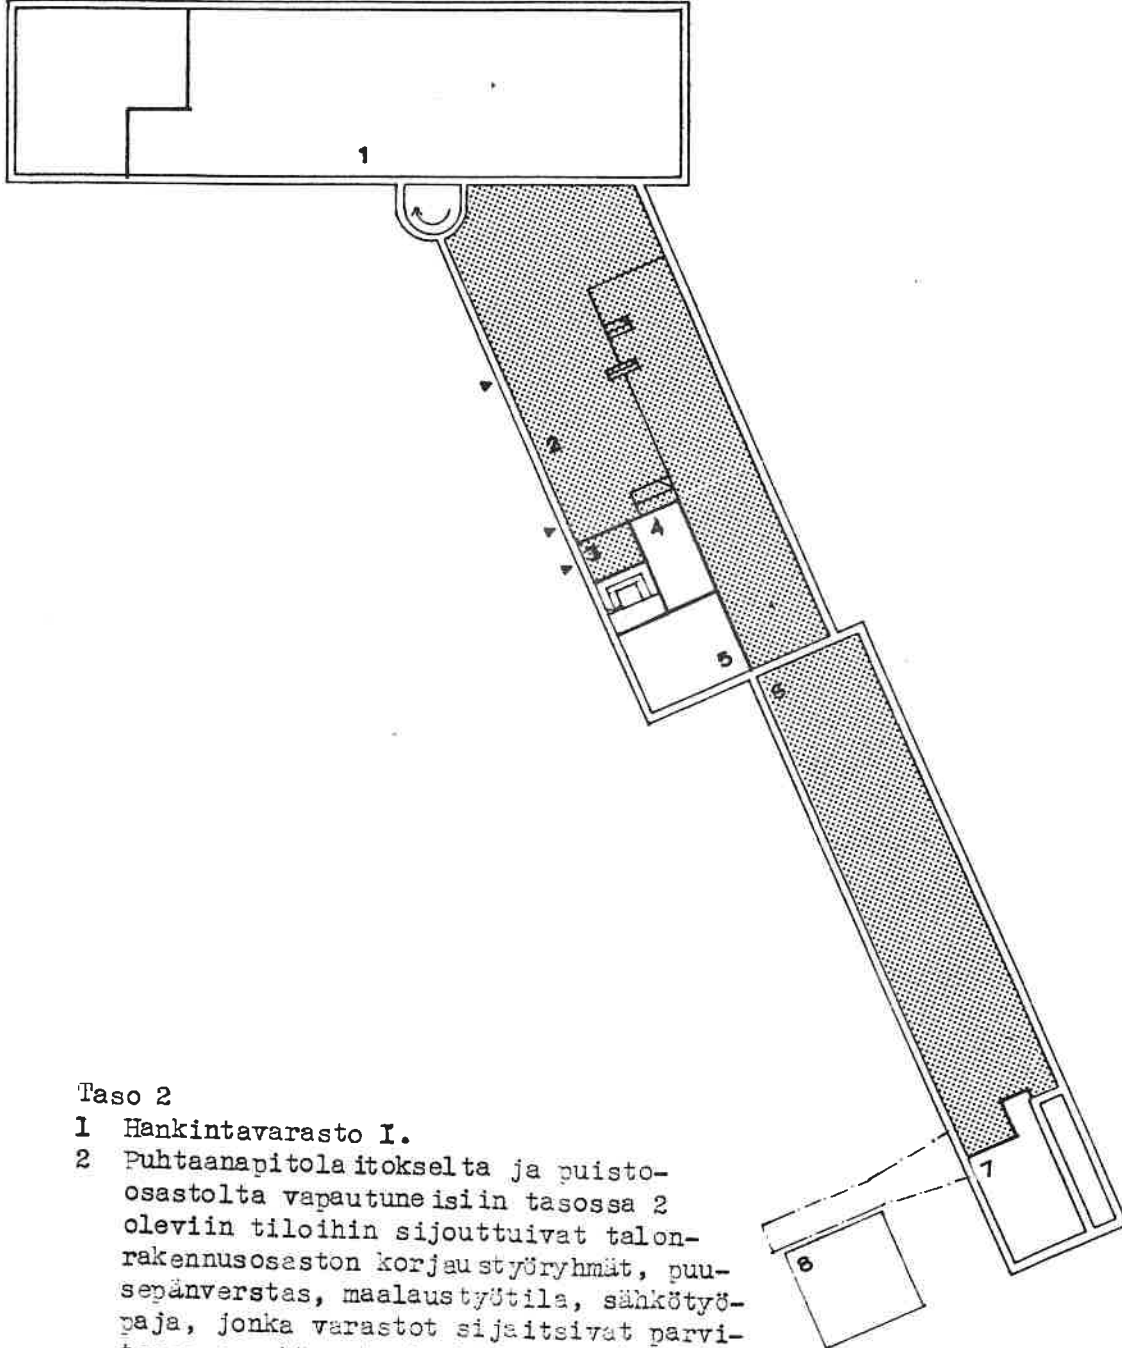 1
2
3
4
5
6
7
8
Taso 2
1 Hankintavarasto I.
2 Puhtaanapitolaitokselta ja puisto-
osastolta vapautuneisiin tasossa 2
oleviin tiloihin sijouttuivat talon-
rakennusosaston korjaustyöryhmät, puu-
sepänverstas, maalaustyötila, sähkötyö-
paja, jonka varastot sijaitsivat parvi-